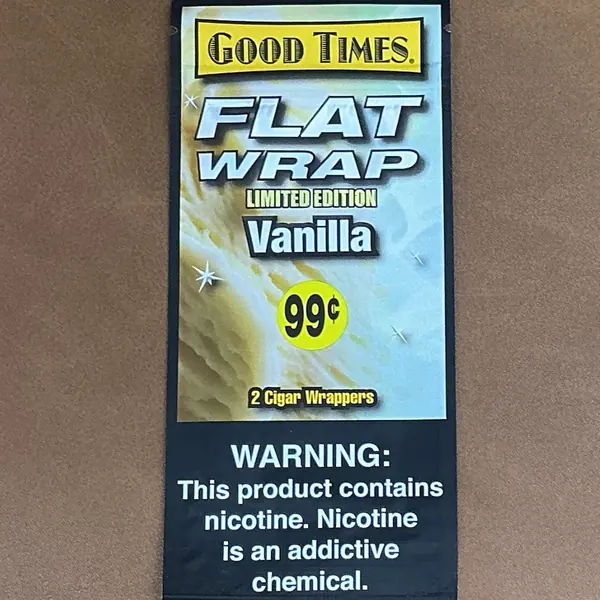 GOOD TIMES®
FLAT
WRAP
LIMITED EDITION
Vanilla
99¢
2 Cigar Wrappers
WARNING:
This product contains
nicotine. Nicotine
is an addictive
chemical.